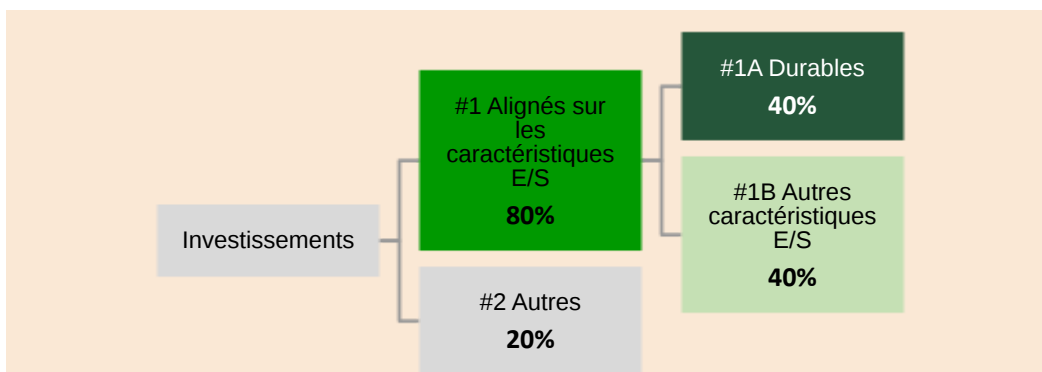 Investissements
#1 Alignés sur
les
caractéristiques
E/S
80%
#2 Autres
20%
#1A Durables
40%
#1B Autres
caractéristiques
E/S
40%